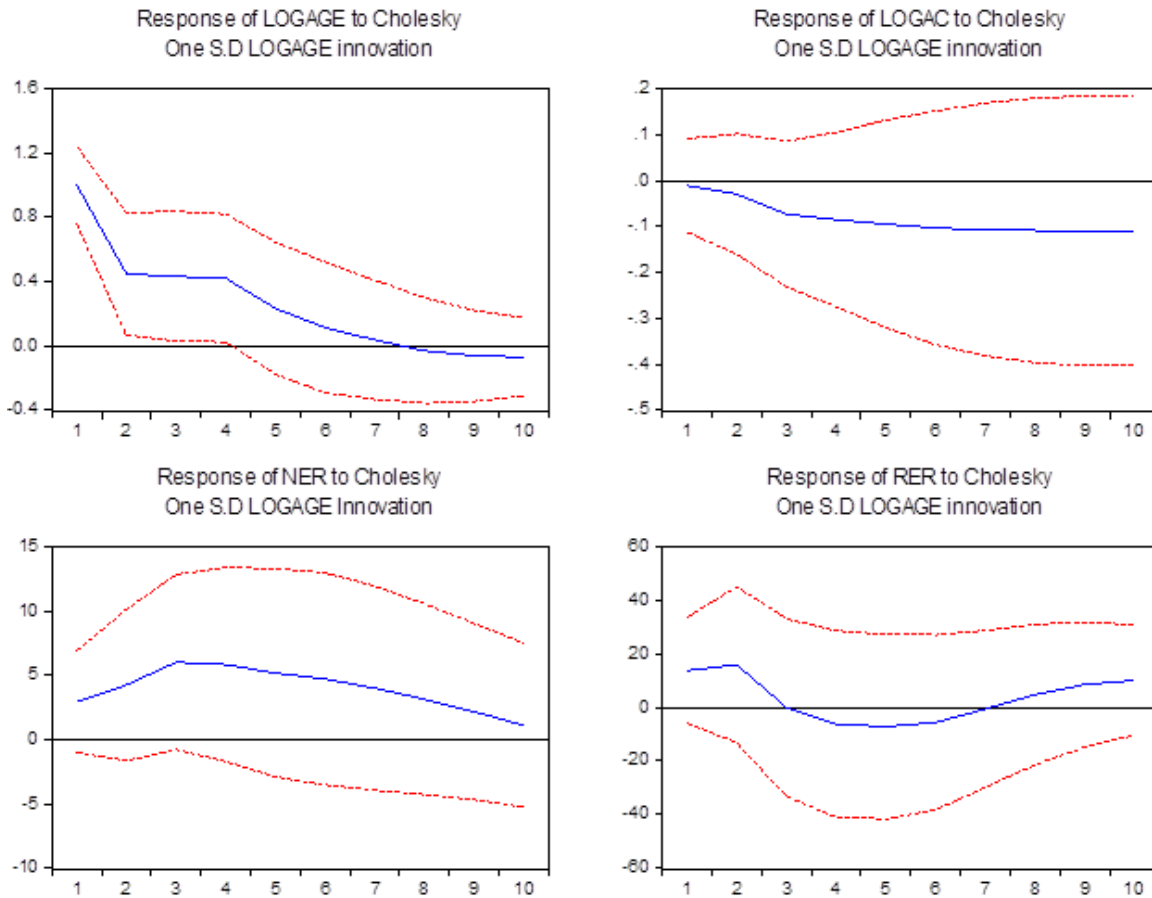 Response of LOGAGE to Cholesky
One S.D LOGAGE innovation
1.6
1.2
0.8
0.4
0.0
-0.4
1 2 3 4 5 6 7 8 9 10
Response of LOGAC to Cholesky
One S.D LOGAGE innovation
.2
.1
.0
-.1
-.2
-.3
-.4
-.5
1 2 3 4 5 6 7 8 9 10
Response of NER to Cholesky
One S.D LOGAGE Innovation
15
10
5
0
-5
-10
1 2 3 4 5 6 7 8 9 10
Response of RER to Cholesky
One S.D LOGAGE innovation
60
40
20
0
-20
-40
-60
1 2 3 4 5 6 7 8 9 10